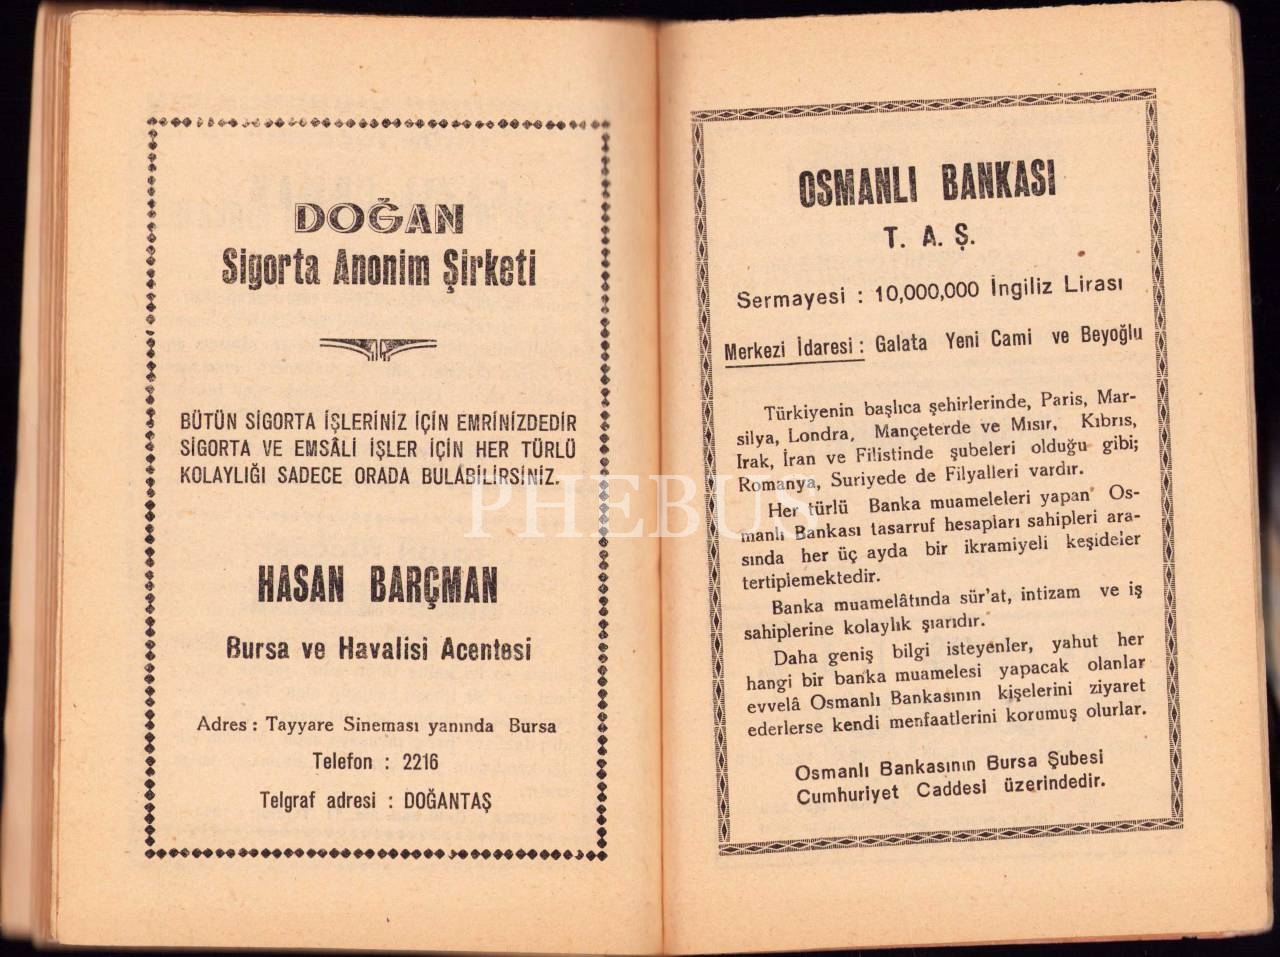 DOĞAN
Sigorta Anonim Şirketi
BÜTÜN SİGORTA İŞLERİNİZ İÇİN EMRİNİZDEDİR
SİGORTA VE EMSÂLİ İŞLER İÇİN HER TÜRLÜ
KOLAYLIĞI SADECE ORADA BULABİLİRSİNİZ.
HASAN BARÇMAN
Bursa ve Havalisi Acentesi
Adres : Tayyare Sineması yanında Bursa
Telefon : 2216
Telgraf adresi : DOĞANTAŞ
OSMANLI BANKASI
T. A. Ş.
Sermayesi : 10,000,000 İngiliz Lirası
Merkezi İdaresi : Galata Yeni Cami ve Beyoğlu
Türkiyenin başlıca şehirlerinde, Paris, Mar-
silya, Londra, Mançeterde ve Mısır, Kıbrıs,
Irak, İran ve Filistinde şubeleri olduğu gibi;
Romanya, Suriyede de Filyalleri vardır.
Her türlü Banka muameleleri yapan Os-
manlı Bankası tasarruf hesapları sahipleri ara-
sında her üç ayda bir ikramiyeli keşideler
tertiplemektedir.
Banka muamelâtında sür'at, intizam ve iş
sahiplerine kolaylık şıarıdır.
Daha geniş bilgi isteyenler, yahut her
hangi bir banka muamelesi yapacak olanlar
evvelâ Osmanlı Bankasının kişelerini ziyaret
ederlerse kendi menfaatlerini korumuş olurlar.
Osmanlı Bankasının Bursa Şubesi
Cumhuriyet Caddesi üzerindedir.
PHEBUS